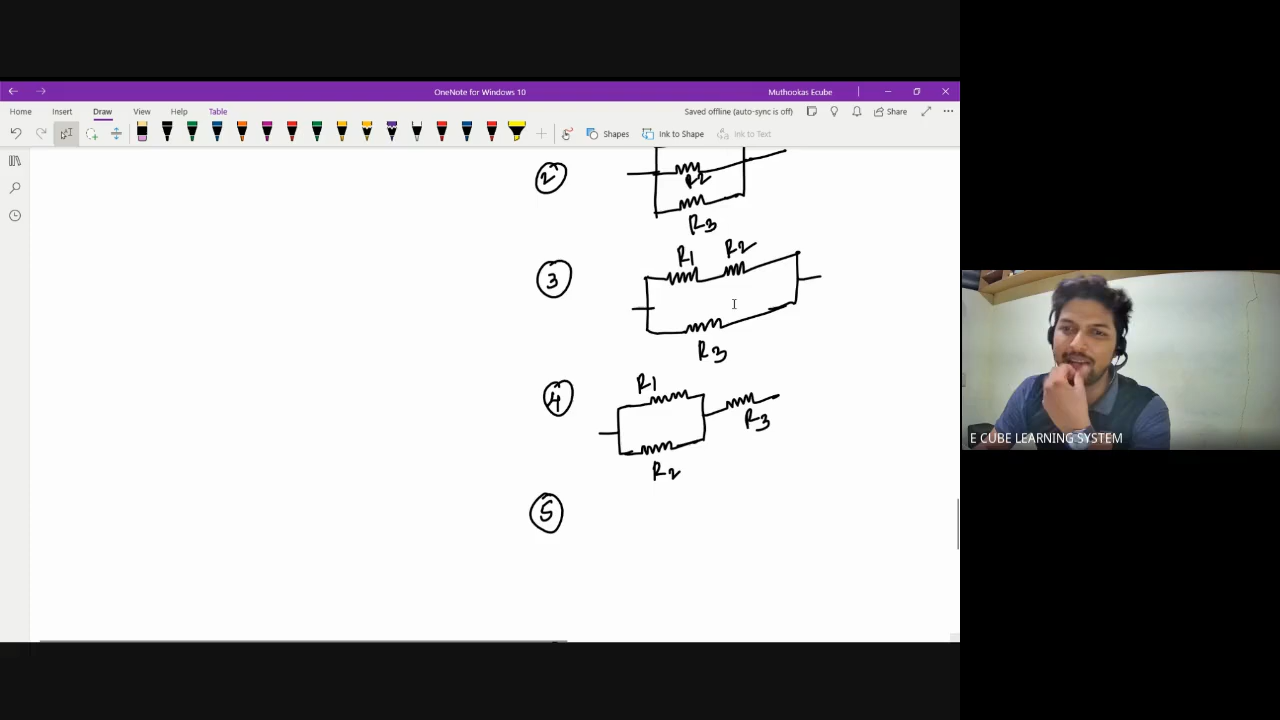 OneNote for Windows 10
Muthookas Ecube
Home Insert Draw View Help Table
Saved offline (auto-sync is off)
Share
Shapes
Ink to Shape
Ink to Text
2
R2
R3
3
R1 R2
R3
4
R1
R3
R2
5
E CUBE LEARNING SYSTEM